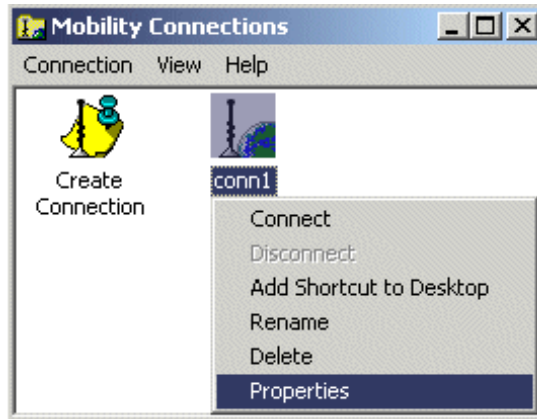 Mobility Connections
Connection View Help
Create
Connection
conn1
Connect
Disconnect
Add Shortcut to Desktop
Rename
Delete
Properties